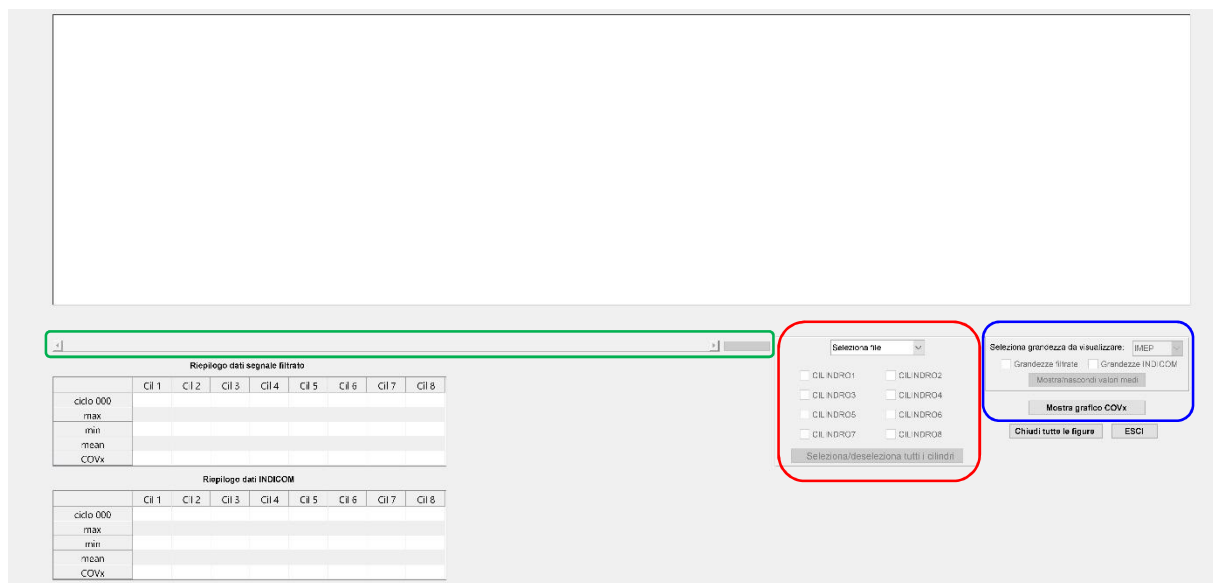 Seleziona file
CILINDRO1 CILINDRO2
CILINDRO3 CILINDRO4
CILINDRO5 CILINDRO6
CILINDRO7 CILINDRO8
Seleziona/deseleziona tutti i cilindri
Seleziona grandezza da visualizzare: IMEP
Grandezze filtrate Grandezze INDICOM
Mostra/nascondi valori medi
Mostra grafico COVx
Chiudi tutte le figure ESCI
Riepilogo dati segnale filtrato
Cil 1 Cil 2 Cil 3 Cil 4 Cil 5 Cil 6 Cil 7 Cil 8
ciclo 000
max
min
mean
COVx
Riepilogo dati INDICOM
Cil 1 Cil 2 Cil 3 Cil 4 Cil 5 Cil 6 Cil 7 Cil 8
ciclo 000
max
min
mean
COVx